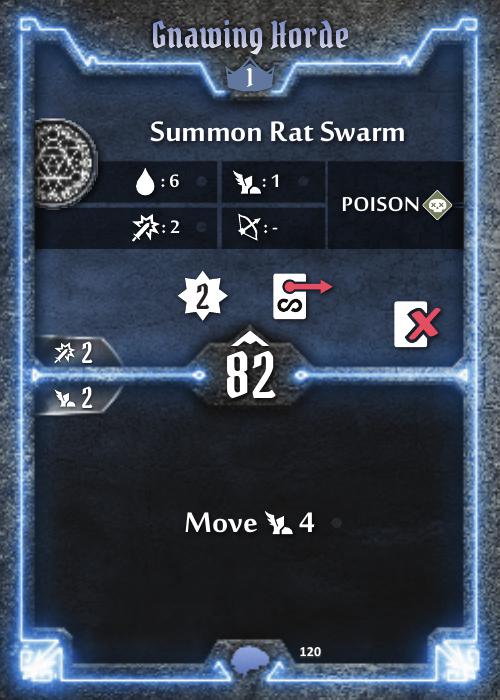 Gnawing Horde
1
Summon Rat Swarm
: 6
: 1
POISON
: 2
: -
2
2
82
2
Move 4
120